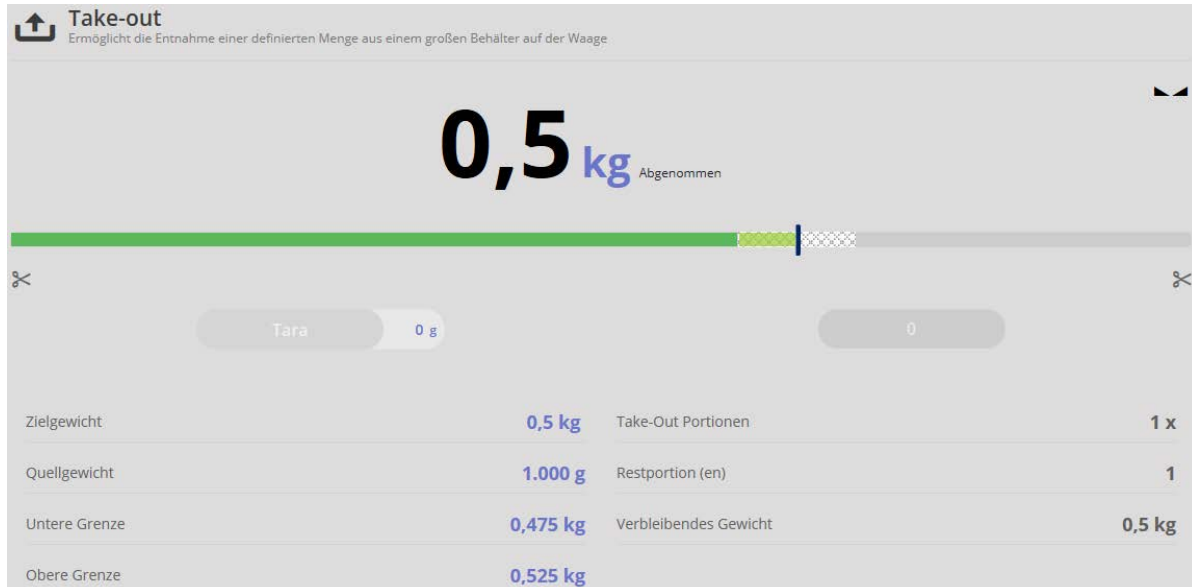 Take-out
Ermöglicht die Entnahme einer definierten Menge aus einem großen Behälter auf der Waage
0,5 kg Abgenommen
Tara 0 g 0
Zielgewicht 0,5 kg Take-Out Portionen 1 x
Quellgewicht 1.000 g Restportion (en) 1
Untere Grenze 0,475 kg Verbleibendes Gewicht 0,5 kg
Obere Grenze 0,525 kg